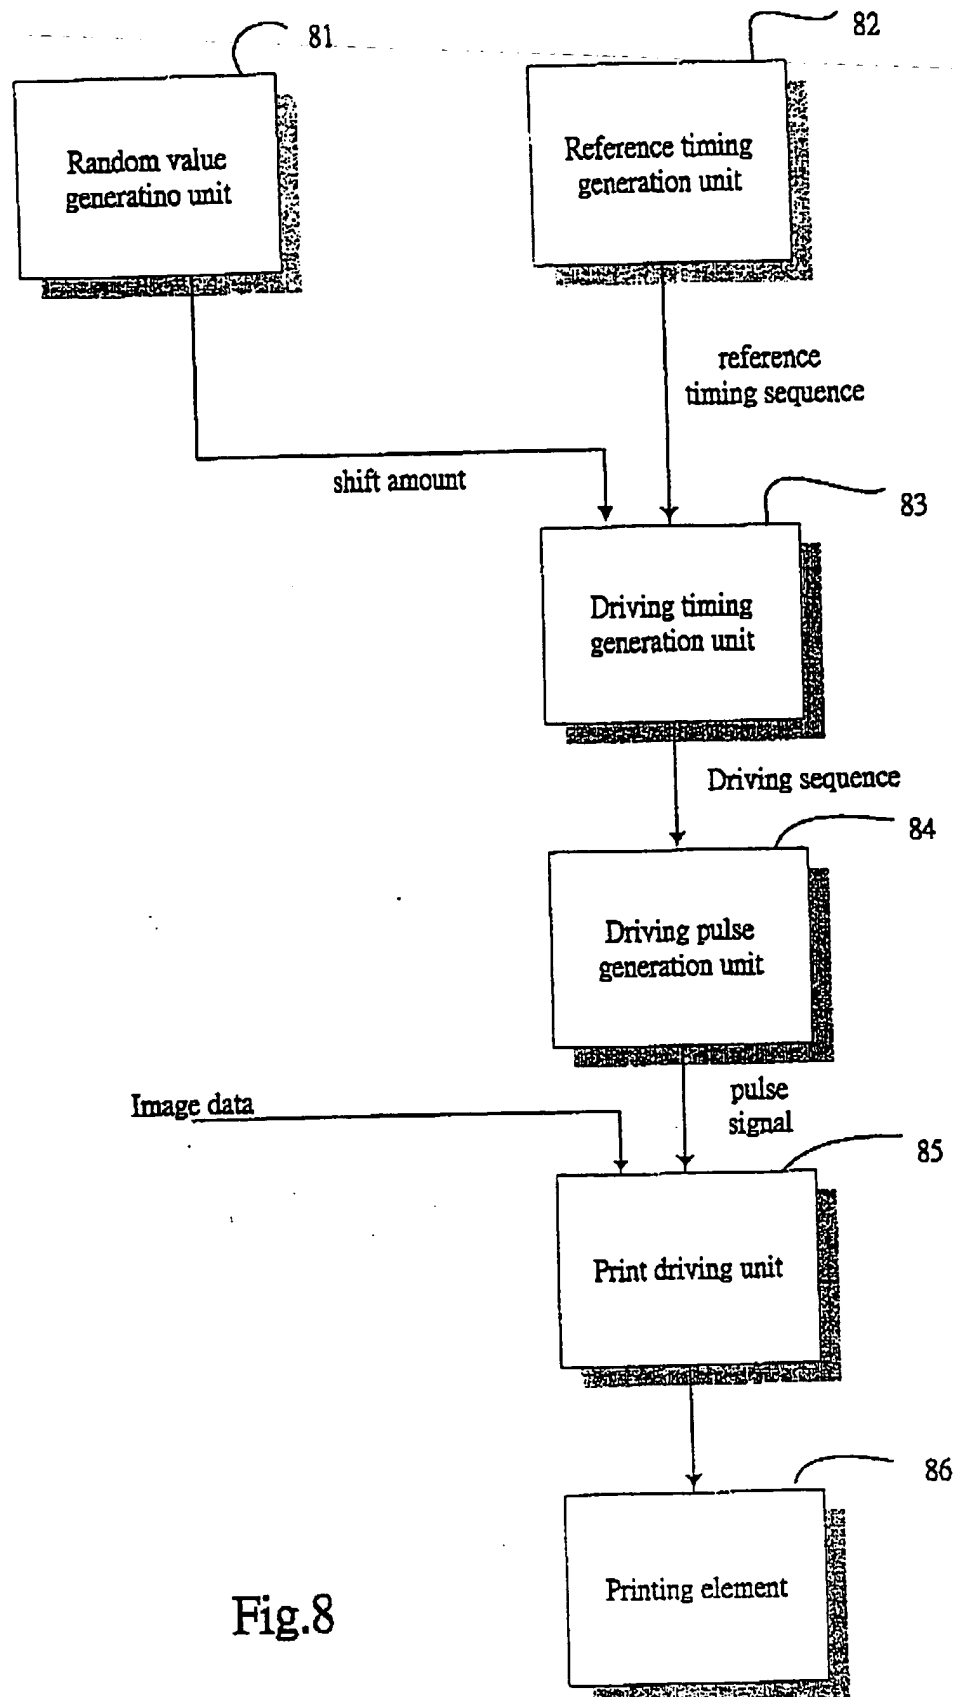 81
82
Random value
generatino unit
Reference timing
generation unit
reference
timing sequence
shift amount
83
Driving timing
generation unit
Driving sequence
84
Driving pulse
generation unit
Image data
pulse
signal
85
Print driving unit
86
Printing element
Fig.8